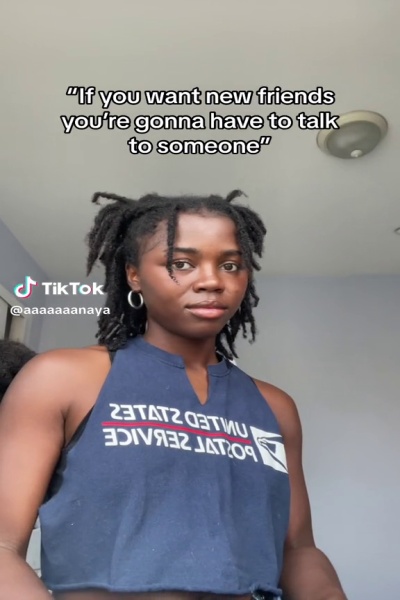 “If you want new friends
you’re gonna have to talk
to someone”
TikTok
@aaaaaaanaya
UNITED STATES
POSTAL SERVICE